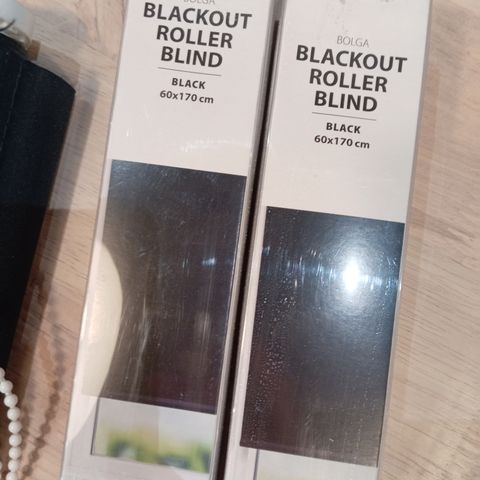 BOLGA
BLACKOUT
ROLLER
BLIND
BLACK
60x170 cm
BOLGA
BLACKOUT
ROLLER
BLIND
BLACK
60x170 cm